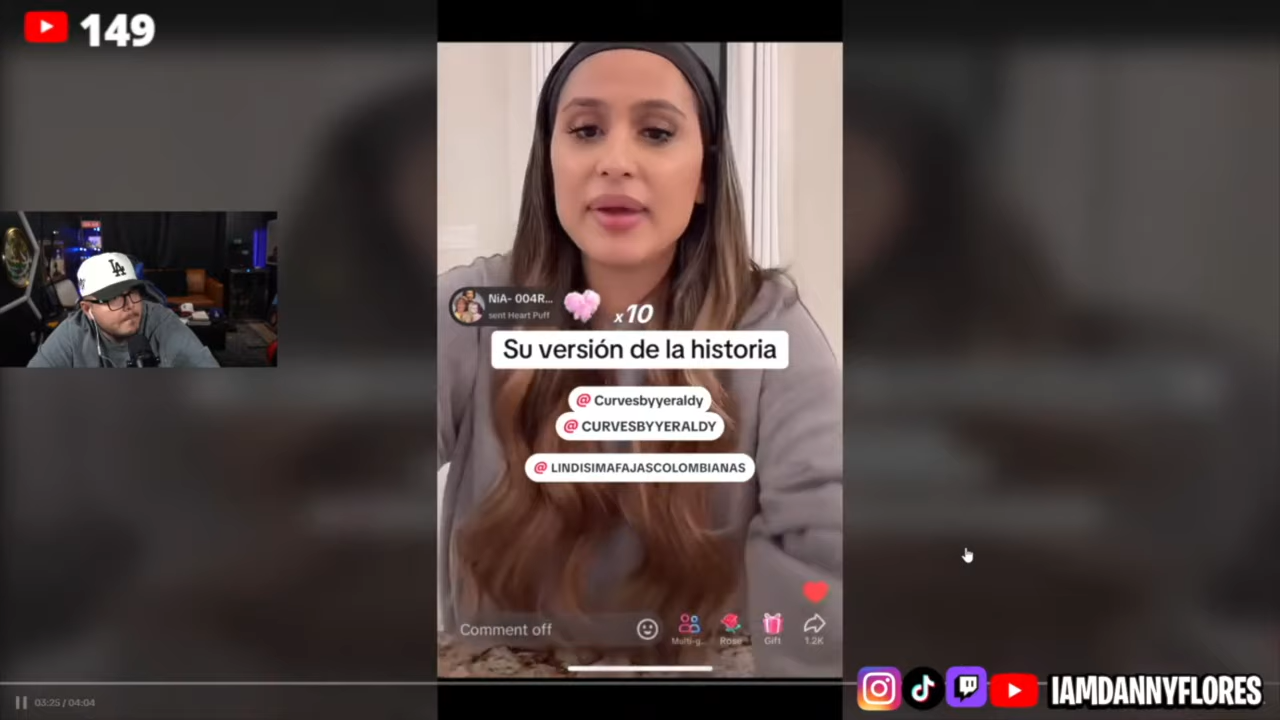 149
LA
NiA- 004R...
sent Heart Puff
x10
Su versión de la historia
@ Curvesbyyeraldy
@ CURVESBYYERALDY
@ LINDISIMAFAJASCOLOMBIANAS
Comment off
Multi-g..
Rose
Gift
1.2K
03:25 / 04:04
IAMDANNYFLORES